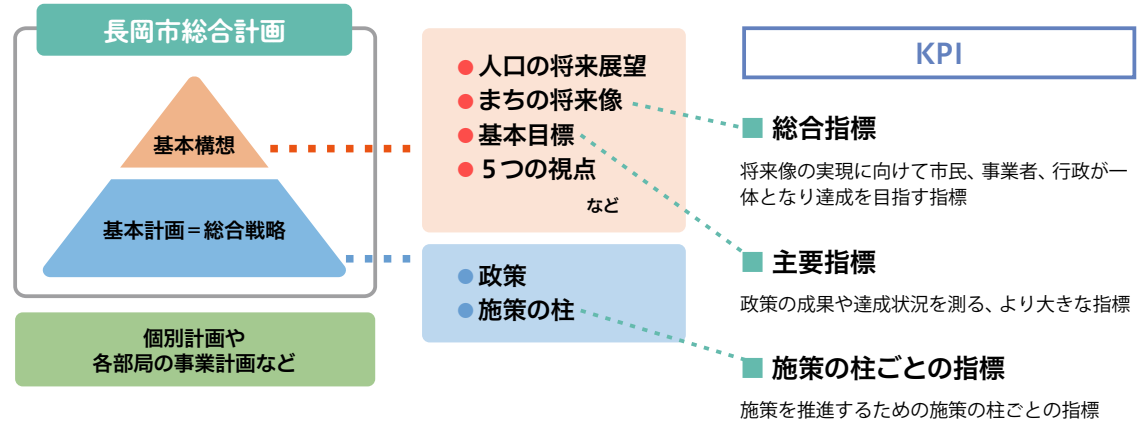 長岡市総合計画
基本構想
基本計画=総合戦略
個別計画や
各部局の事業計画など
●人口の将来展望
●まちの将来像
●基本目標
●5つの視点
など
●政策
●施策の柱
KPI
■ 総合指標
将来像の実現に向けて市民、事業者、行政が一
体となり達成を目指す指標
■ 主要指標
政策の成果や達成状況を測る、より大きな指標
■ 施策の柱ごとの指標
施策を推進するための施策の柱ごとの指標